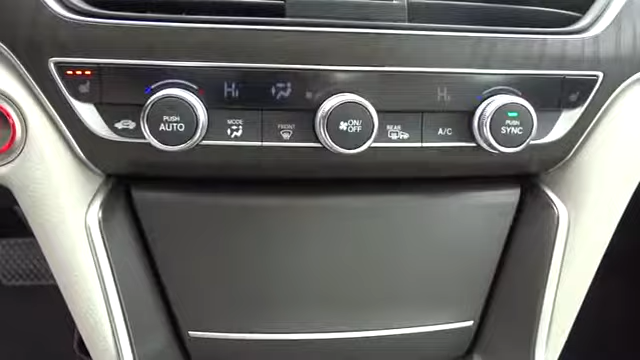 Hi
Hi
PUSH
AUTO
MODE
FRONT
ON/
OFF
REAR
A/C
PUSH
SYNC